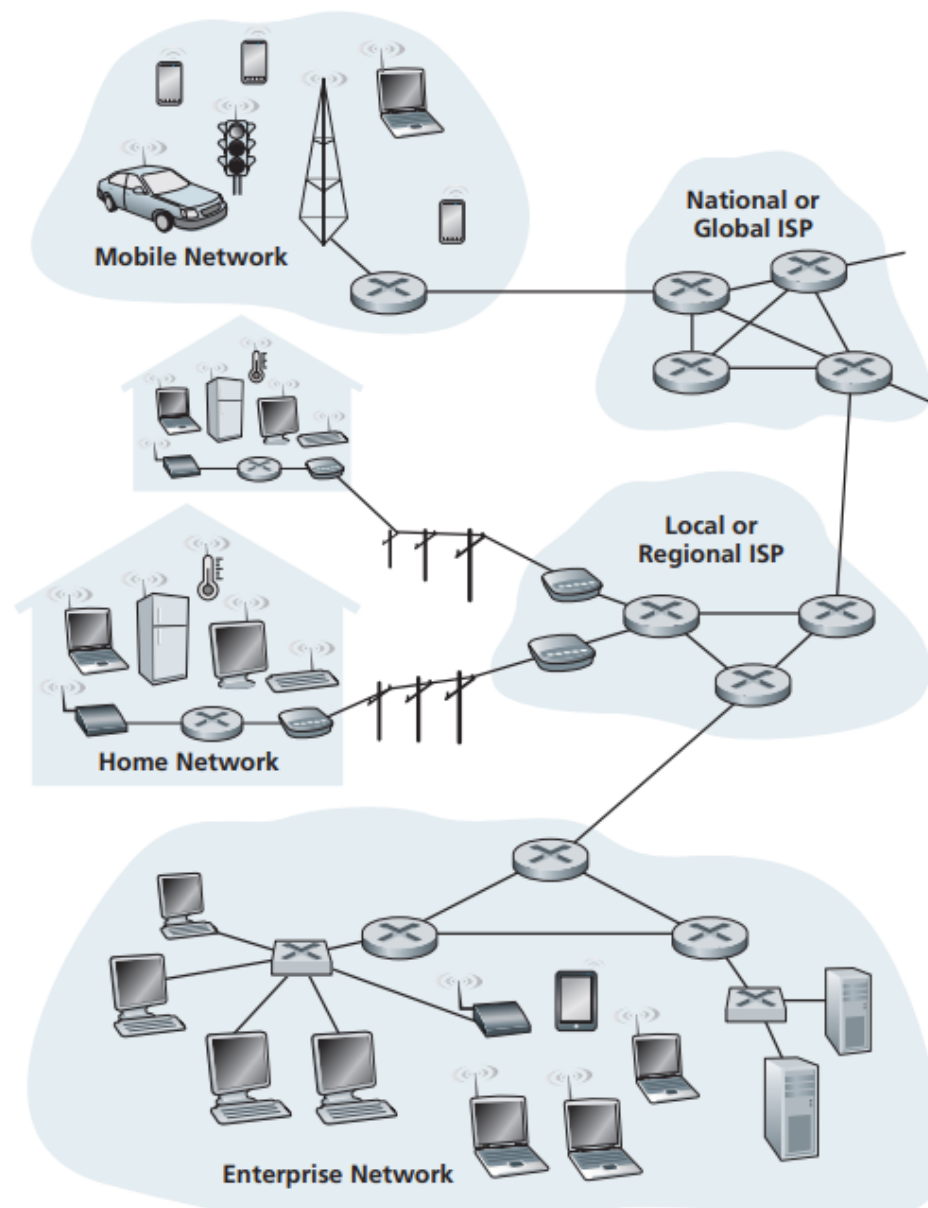 Mobile Network
National or
Global ISP
Local or
Regional ISP
Home Network
Enterprise Network